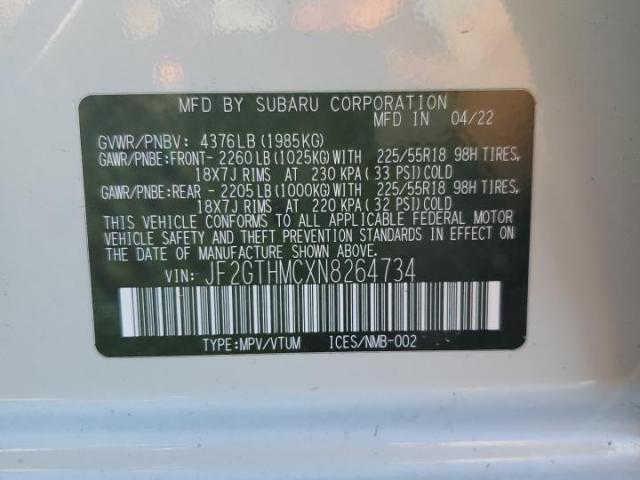 MFD BY SUBARU CORPORATION
MFD IN 04/22
GVWR/PNBV: 4376LB(1985KG)
GAWR/PNBE:FRONT- 2260LB(1025KG)WITH 225/55R18 98H TIRES,
18X7J RIMS AT 230 KPA(33 PSI)COLD
GAWR/PNBE:REAR - 2205LB(1000KG)WITH 225/55R18 98H TIRES,
18X7J RIMS AT 220 KPA(32 PSI)COLD
THIS VEHICLE CONFORMS TO ALL APPLICABLE FEDERAL MOTOR
VEHICLE SAFETY AND THEFT PREVENTION STANDARDS IN EFFECT
ON THE DATE OF MANUFACTURE SHOWN ABOVE.
VIN: JF2GTHMCXN8264734
TYPE:MPV/VTUM ICES/NMB-002